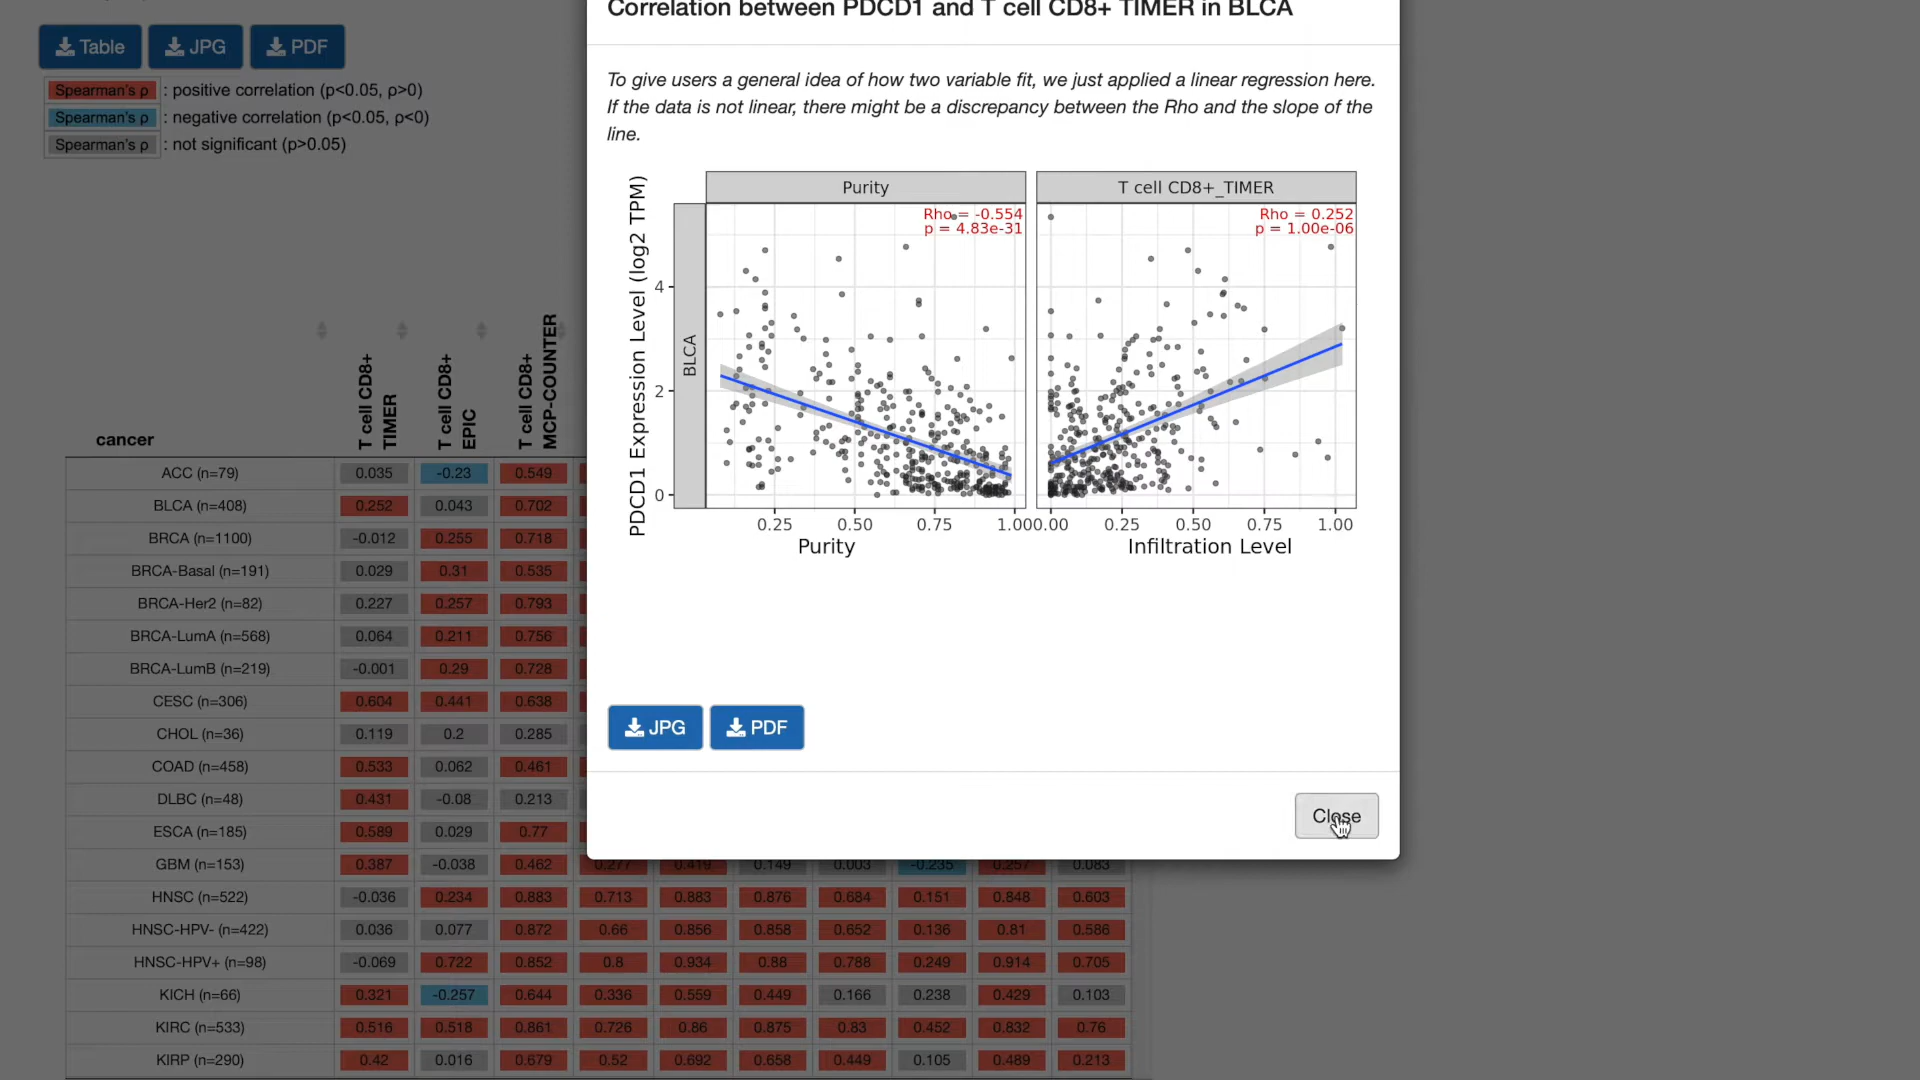 Table JPG PDF
Spearman's ρ : positive correlation (p<0.05, ρ>0)
Spearman's ρ : negative correlation (p<0.05, ρ<0)
Spearman's ρ : not significant (p>0.05)
cancer T cell CD8+ TIMER T cell CD8+ EPIC T cell CD8+ MCP-COUNTER
ACC (n=79) 0.035 -0.23 0.549
BLCA (n=408) 0.252 0.043 0.702
BRCA (n=1100) -0.012 0.255 0.718
BRCA-Basal (n=191) 0.029 0.31 0.535
BRCA-Her2 (n=82) 0.227 0.257 0.793
BRCA-LumA (n=568) 0.064 0.211 0.756
BRCA-LumB (n=219) -0.001 0.29 0.728
CESC (n=306) 0.604 0.441 0.638
CHOL (n=36) 0.119 0.2 0.285
COAD (n=458) 0.533 0.062 0.461
DLBC (n=48) 0.431 -0.08 0.213
ESCA (n=185) 0.589 0.029 0.77
GBM (n=153) 0.387 -0.038 0.462 0.277 0.419 0.149 0.003 -0.235 0.257 0.083
HNSC (n=522) -0.036 0.234 0.883 0.713 0.883 0.876 0.684 0.151 0.848 0.603
HNSC-HPV- (n=422) 0.036 0.077 0.872 0.66 0.856 0.858 0.652 0.136 0.81 0.586
HNSC-HPV+ (n=98) -0.069 0.722 0.852 0.8 0.934 0.88 0.788 0.249 0.914 0.705
KICH (n=66) 0.321 -0.257 0.644 0.336 0.559 0.449 0.166 0.238 0.429 0.103
KIRC (n=533) 0.516 0.518 0.861 0.726 0.86 0.875 0.83 0.452 0.832 0.76
KIRP (n=290) 0.42 0.016 0.679 0.52 0.692 0.658 0.449 0.105 0.489 0.213
Correlation between PDCD1 and T cell CD8+ TIMER in BLCA
To give users a general idea of how two variable fit, we just applied a linear regression here.
If the data is not linear, there might be a discrepancy between the Rho and the slope of the
line.
Purity T cell CD8+_TIMER
Rho = -0.554 Rho = 0.252
p = 4.83e-31 p = 1.00e-06
PDCD1 Expression Level (log2 TPM)
BLCA
4
2
0
0.25 0.50 0.75 1.00 0.00 0.25 0.50 0.75 1.00
Purity Infiltration Level
JPG PDF
Close